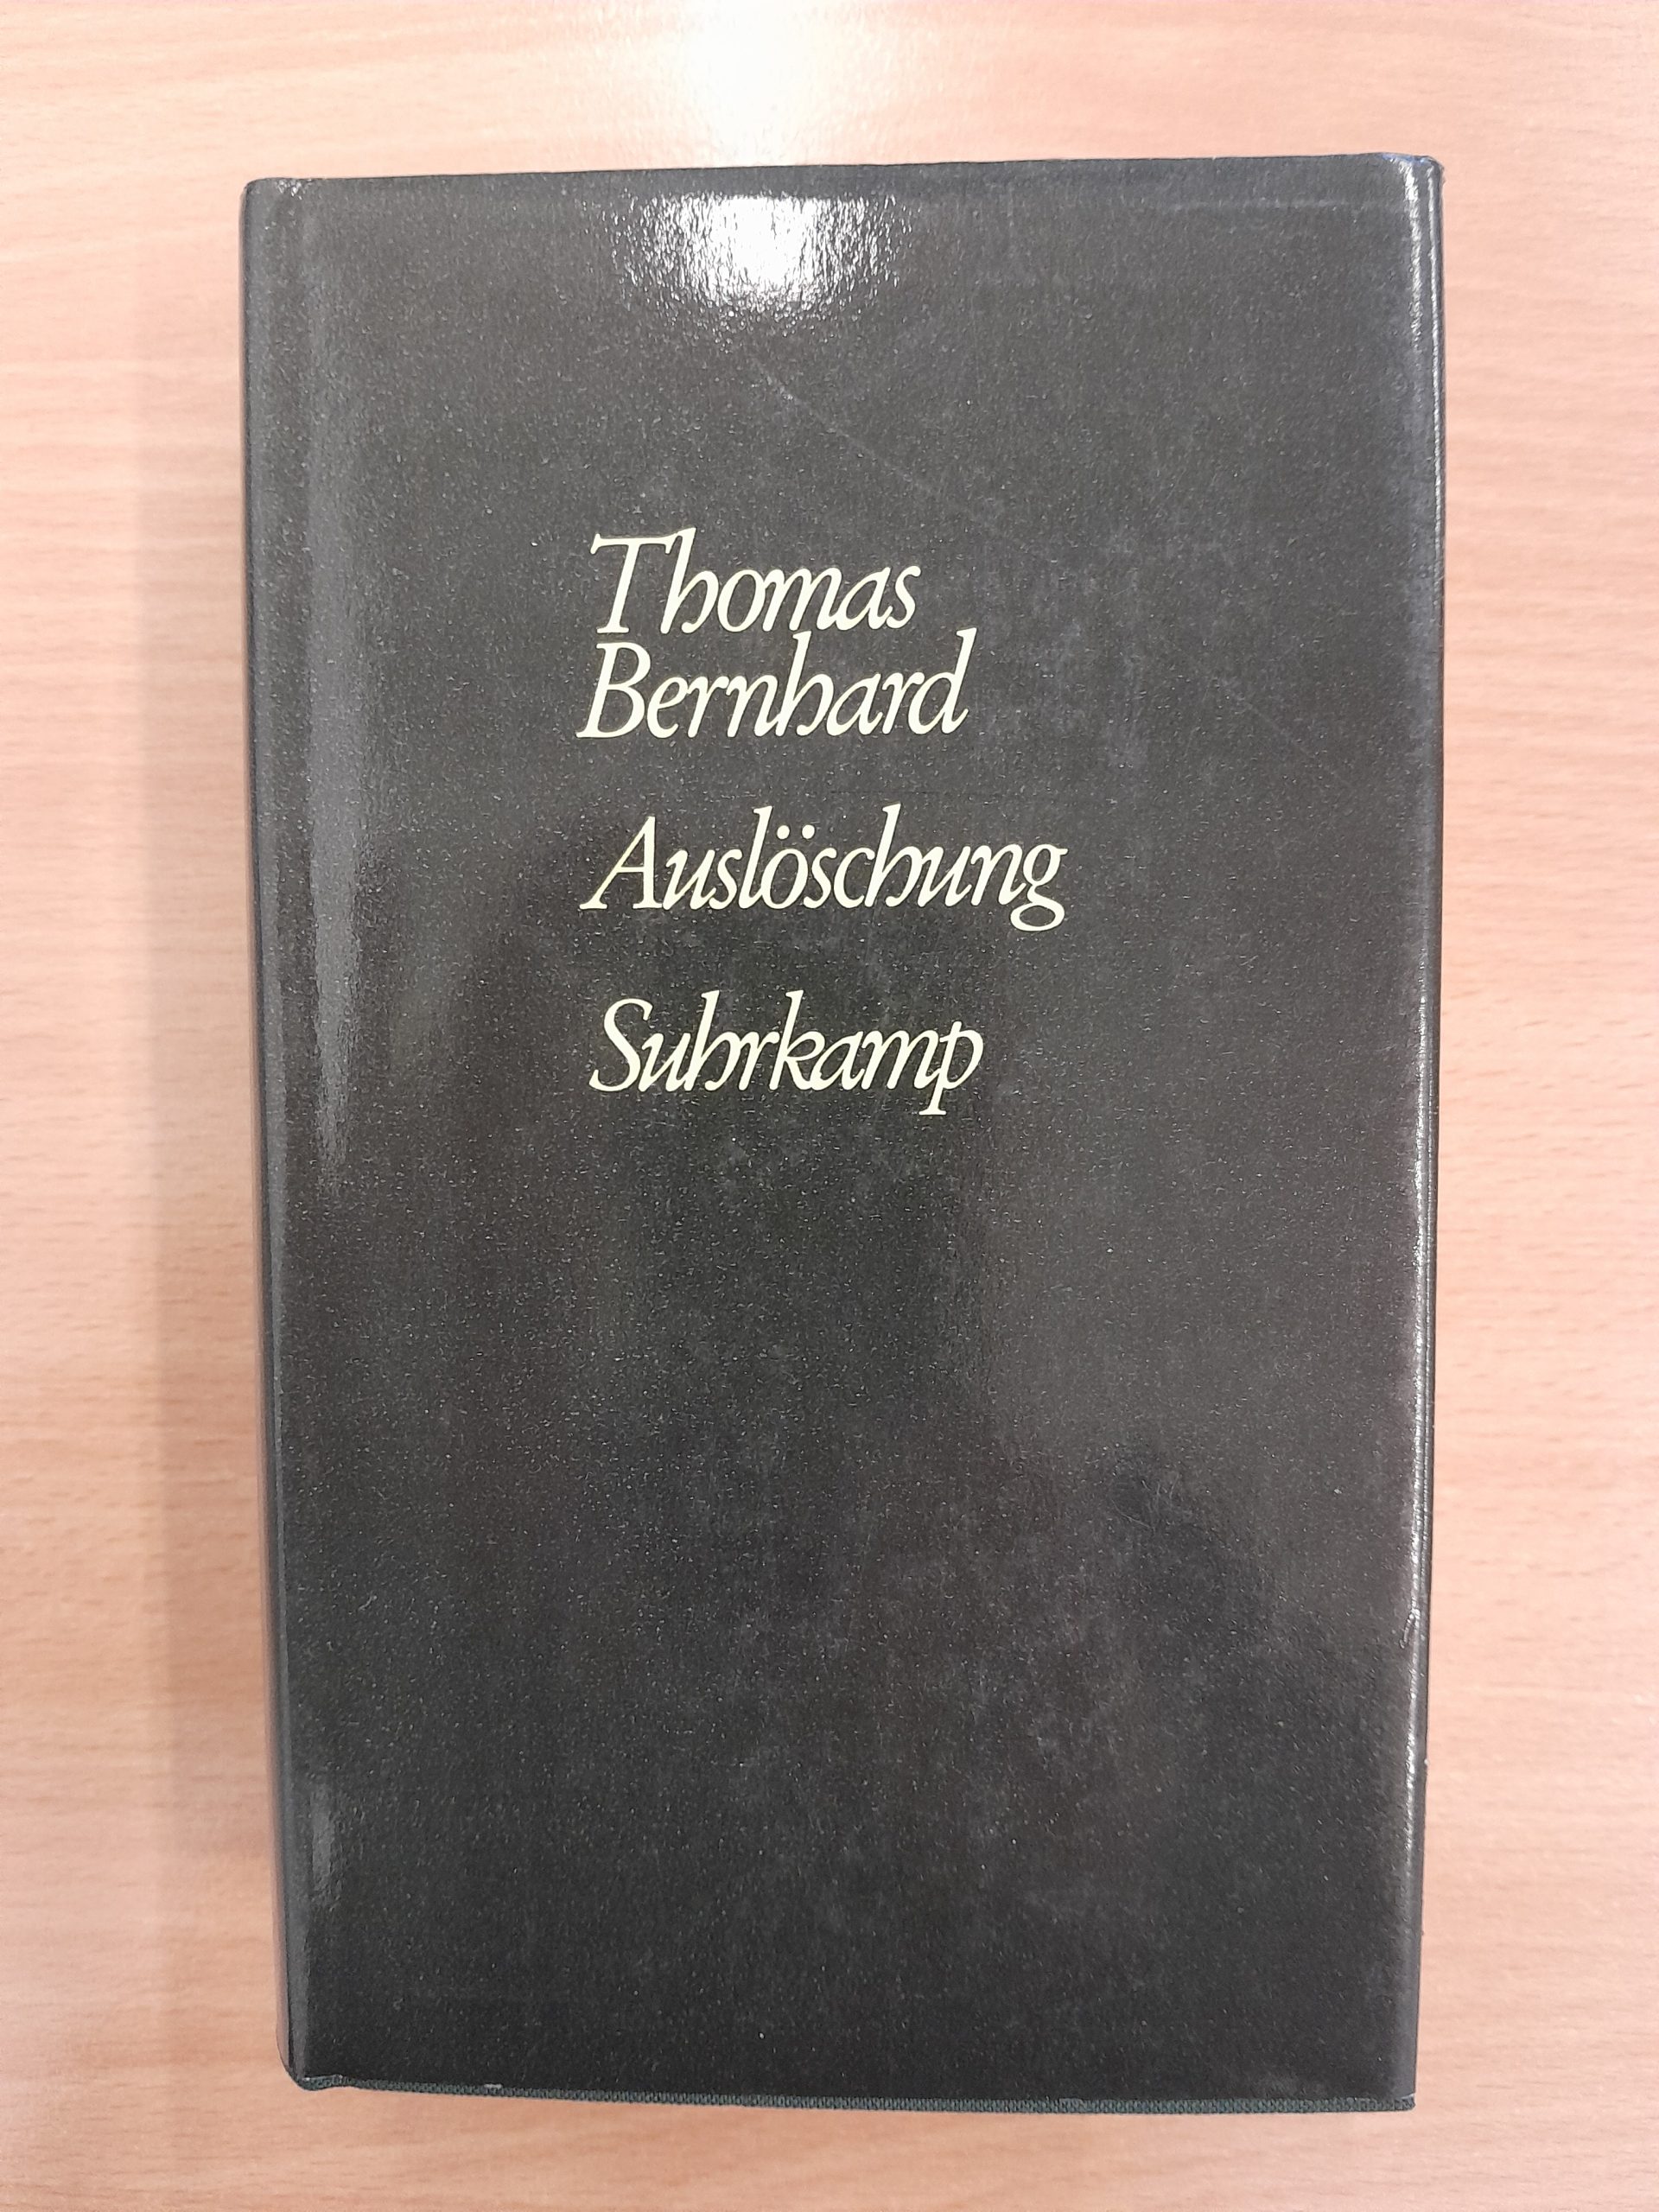 Thomas
Bernhard
Auslöschung
Suhrkamp